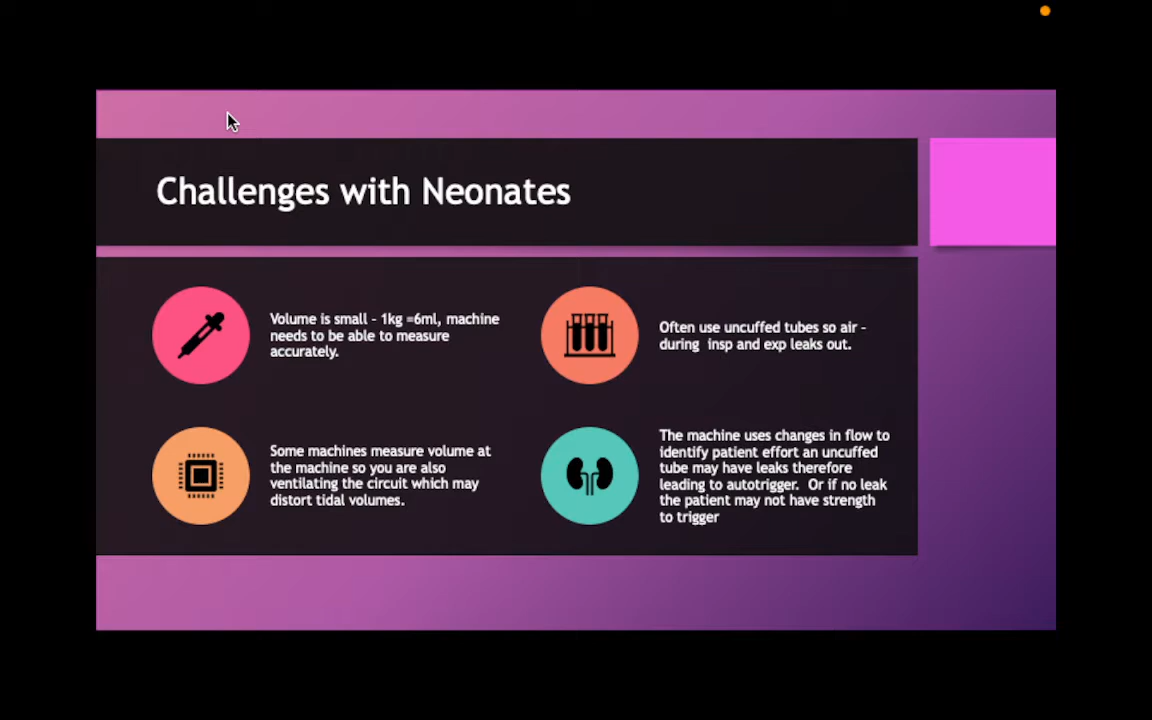 Challenges with Neonates
Volume is small - 1kg =6ml, machine
needs to be able to measure
accurately.
Often use uncuffed tubes so air -
during  insp and exp leaks out.
Some machines measure volume at
the machine so you are also
ventilating the circuit which may
distort tidal volumes.
The machine uses changes in flow to
identify patient effort an uncuffed
tube may have leaks therefore
leading to autotrigger.  Or if no leak
the patient may not have strength
to trigger